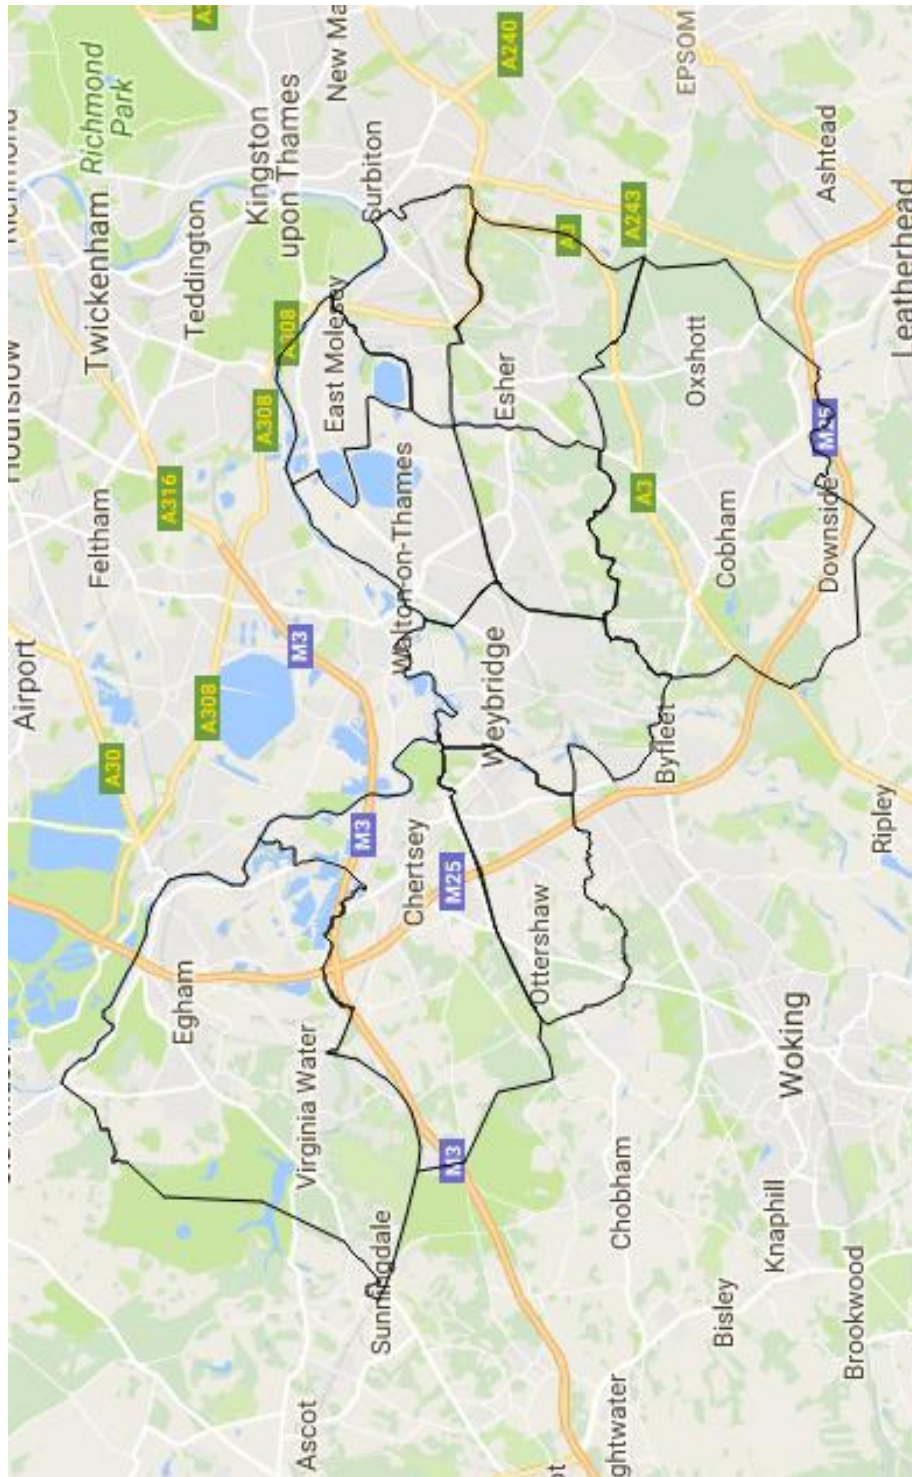 Airport
Feltham
Twickenham
Teddington
Richmond
Park
Kingston
upon Thames
New Ma
Surbiton
East Molesey
Walton-on-Thames
Weybridge
Esher
Chertsey
Ottershaw
Egham
Virginia Water
Sunningdale
Ascot
Byfleet
Cobham
Oxshott
Downside
Ashtead
EPSOM
Leatherhead
Ripley
Woking
Chobham
Knaphill
Bisley
Brookwood
ghtwater
A30
A308
A316
A308
A308
M3
M3
M3
M25
M25
A3
A3
A243
A240